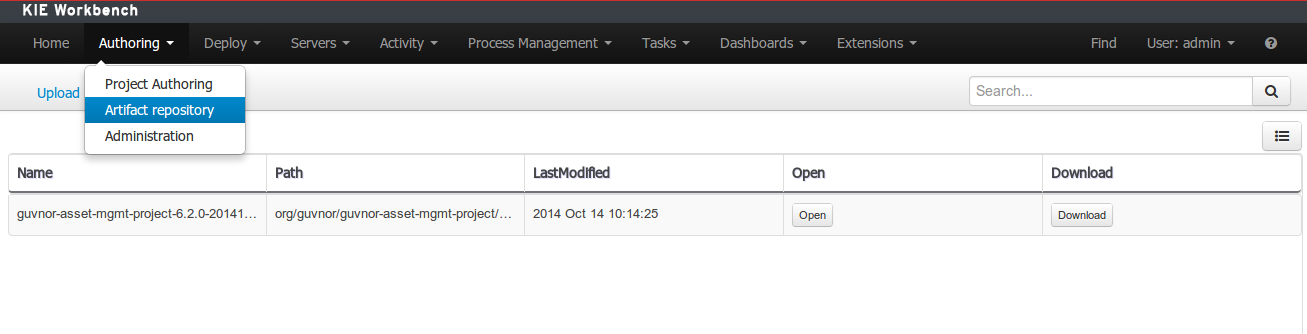 KIE Workbench
Home Authoring Deploy Servers Activity Process Management Tasks Dashboards Extensions Find User: admin
Project Authoring
Upload Artifact repository Search...
Administration
Name Path LastModified Open Download
guvnor-asset-mgmt-project-6.2.0-20141... org/guvnor/guvnor-asset-mgmt-project/... 2014 Oct 14 10:14:25 Open Download